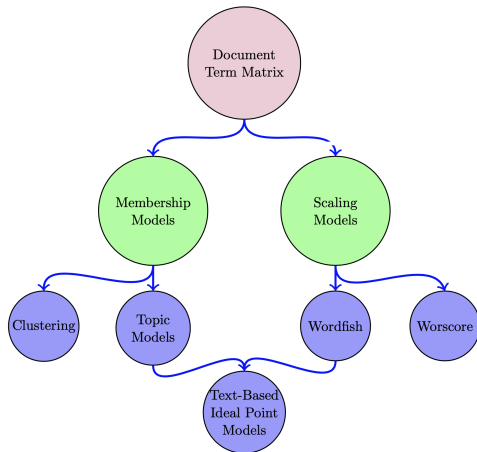 Document
Term Matrix
Membership
Models
Scaling
Models
Clustering
Topic
Models
Wordfish
Worscore
Text-Based
Ideal Point
Models